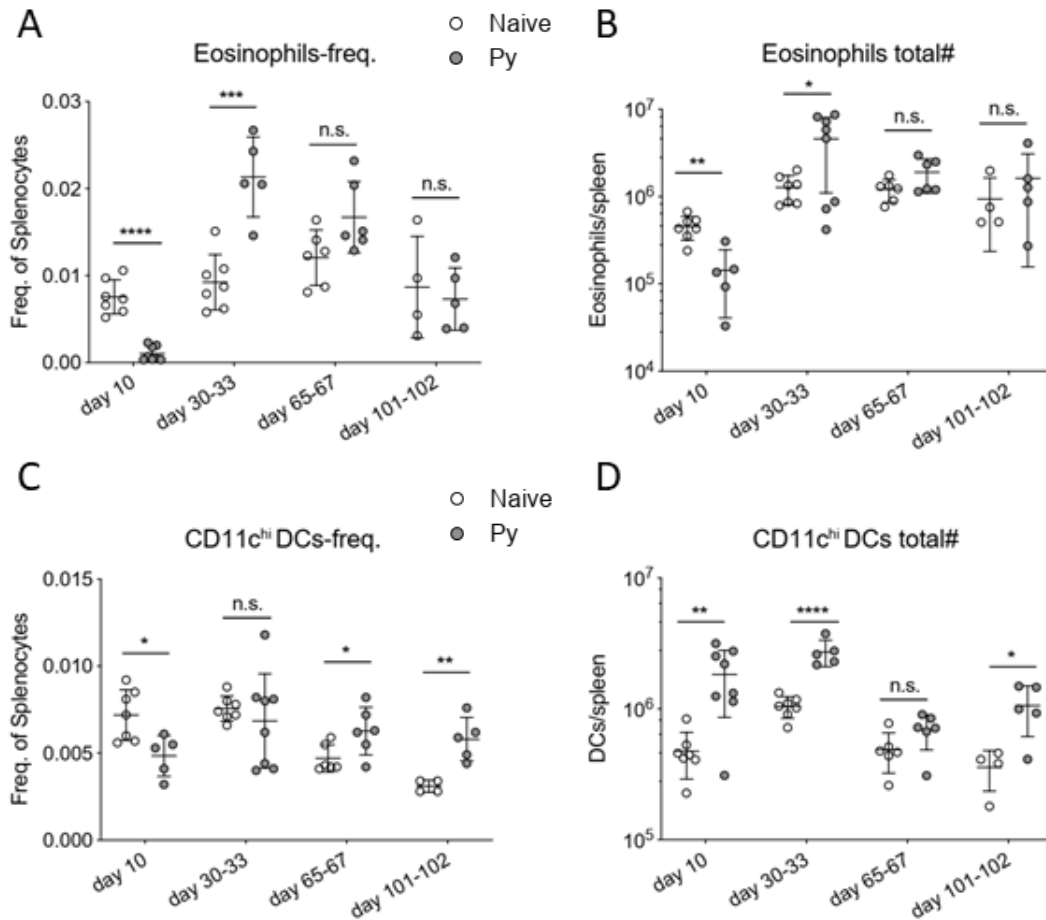 A
Eosinophils-freq.
Naive
Py
Freq. of Splenocytes
0.03
0.02
0.01
0.00
****
***
n.s.
n.s.
day 10
day 30-33
day 65-67
day 101-102
B
Eosinophils total#
Eosinophils/spleen
10⁷
10⁶
10⁵
10⁴
**
*
n.s.
n.s.
day 10
day 30-33
day 65-67
day 101-102
C
CD11cʰⁱ DCs-freq.
Naive
Py
Freq. of Splenocytes
0.015
0.010
0.005
0.000
*
n.s.
*
**
day 10
day 30-33
day 65-67
day 101-102
D
CD11cʰⁱ DCs total#
DCs/spleen
10⁷
10⁶
10⁵
**
****
n.s.
*
day 10
day 30-33
day 65-67
day 101-102